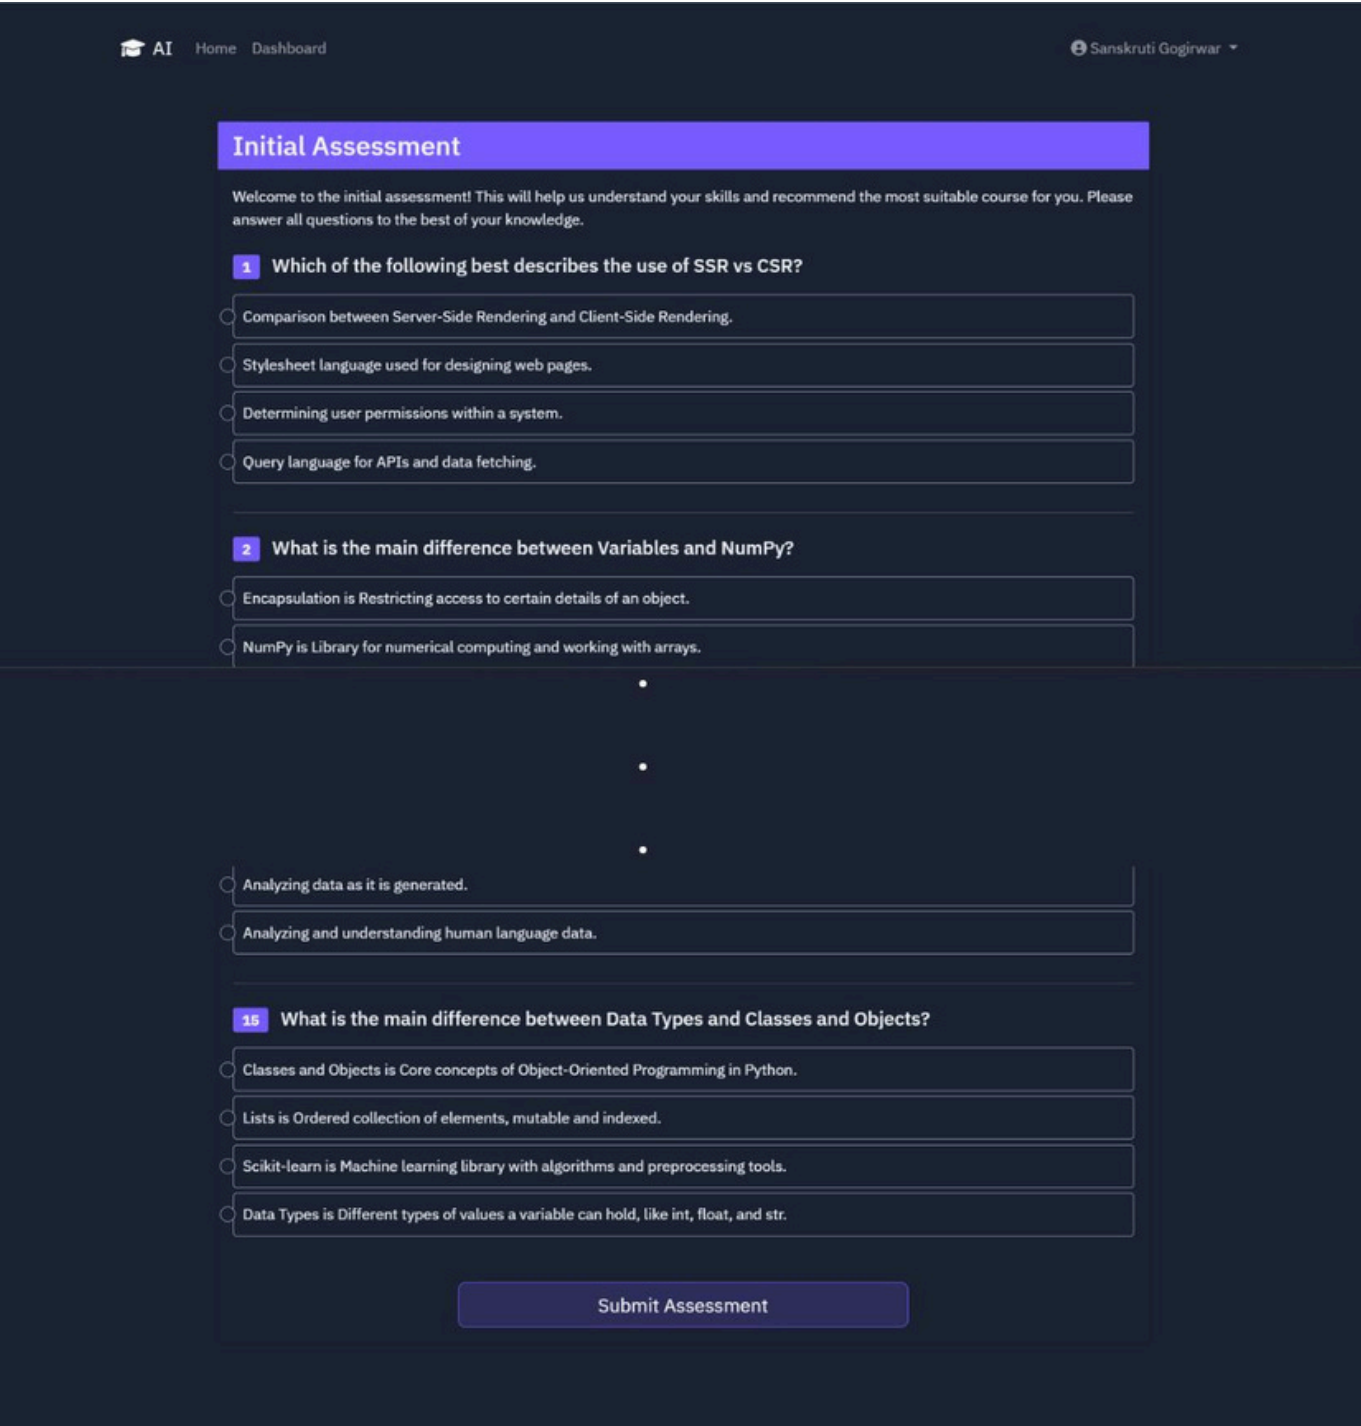 AI Home Dashboard Sanskruti Gogirwar
Initial Assessment
Welcome to the initial assessment! This will help us understand your skills and recommend the most suitable course for you. Please
answer all questions to the best of your knowledge.
1 Which of the following best describes the use of SSR vs CSR?
Comparison between Server-Side Rendering and Client-Side Rendering.
Stylesheet language used for designing web pages.
Determining user permissions within a system.
Query language for APIs and data fetching.
2 What is the main difference between Variables and NumPy?
Encapsulation is Restricting access to certain details of an object.
NumPy is Library for numerical computing and working with arrays.
Analyzing data as it is generated.
Analyzing and understanding human language data.
15 What is the main difference between Data Types and Classes and Objects?
Classes and Objects is Core concepts of Object-Oriented Programming in Python.
Lists is Ordered collection of elements, mutable and indexed.
Scikit-learn is Machine learning library with algorithms and preprocessing tools.
Data Types is Different types of values a variable can hold, like int, float, and str.
Submit Assessment